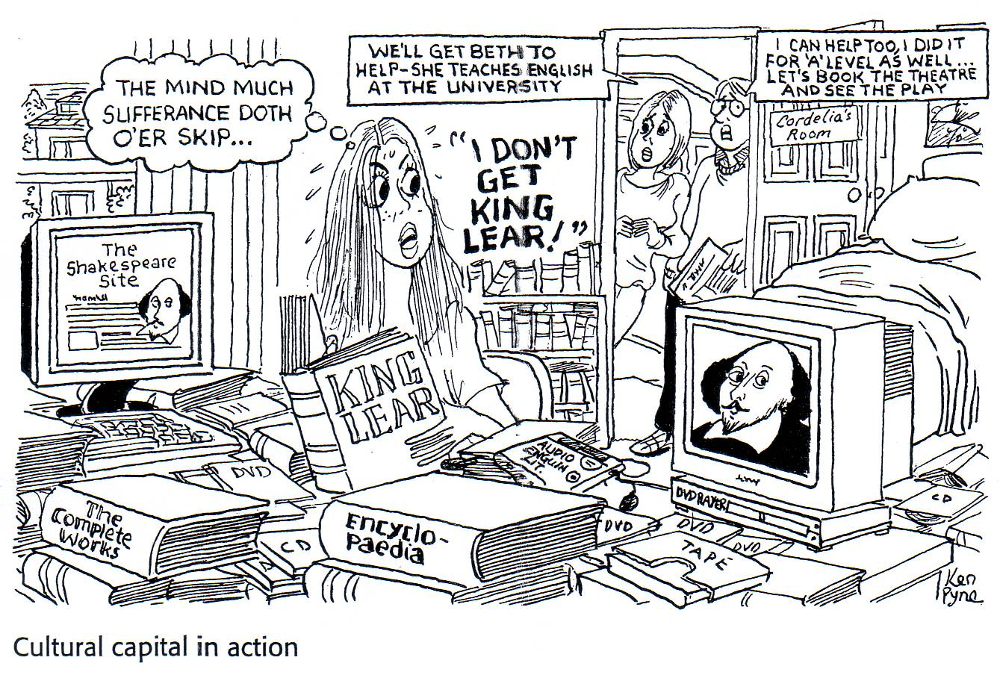 THE MIND MUCH
SUFFERANCE DOTH
O'ER SKIP...
WE'LL GET BETH TO
HELP-SHE TEACHES ENGLISH
AT THE UNIVERSITY
I CAN HELP TOO, I DID IT
FOR 'A' LEVEL AS WELL...
LET'S BOOK THE THEATRE
AND SEE THE PLAY
Cordelia's
Room
"I DON'T
GET
KING
LEAR!"
The
Shakespeare
Site
KING
LEAR
AUDIO
ENGLISH
LIT.
DVD
The
Complete
Works
CD
Encyclo-
Paedia
DVD PLAYER
DVD
DVD
DVD
TAPE
CD
Ken
Pyne
Cultural capital in action